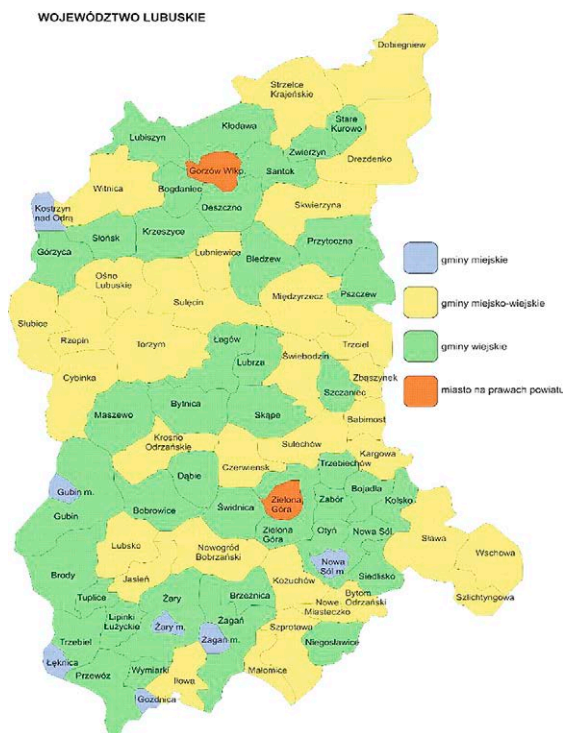 WOJEWÓDZTWO LUBUSKIE
Dobiegniew
Strzelce
Krajeńskie
Stare
Kurowo
Kłodawa
Lubiszyn
Zwierzyn
Drezdenko
Gorzów Wlkp.
Santok
Bogdaniec
Witnica
Kostrzyn
nad Odrą
Deszczno
Skwierzyna
Słońsk
Krzeszyce
Przytoczna
Górzyca
Lubniewice
Bledzew
Ośno
Lubuskie
Pszczew
Międzyrzecz
Sulęcin
Słubice
Rzepin
Torzym
Łagów
Trzciel
Świebodzin
Lubrza
Cybinka
Zbąszynek
Szczaniec
Bytnica
Maszewo
Skąpe
Babimost
Krosno
Odrzańskie
Sulechów
Kargowa
Czerwieńsk
Trzebiechów
Dąbie
Bojadła
Gubin m.
Zielona
Góra
Zabór
Kolsko
Bobrowice
Świdnica
Gubin
Zielona
Góra
Otyń
Nowa Sól
Sława
Lubsko
Nowogród
Bobrzański
Nowa
Sól m.
Wschowa
Brody
Jasień
Kożuchów
Siedlisko
Brzeźnica
Bytom
Odrzański
Szlichtyngowa
Tuplice
Żary
Nowe
Miasteczko
Lipinki
Łużyckie
Żagań
Szprotawa
Żary m.
Trzebiel
Żagań m.
Niegosławice
Łęknica
Wymiarki
Małomice
Przewóz
Iłowa
Gozdnica
gminy miejskie
gminy miejsko-wiejskie
gminy wiejskie
miasto na prawach powiatu